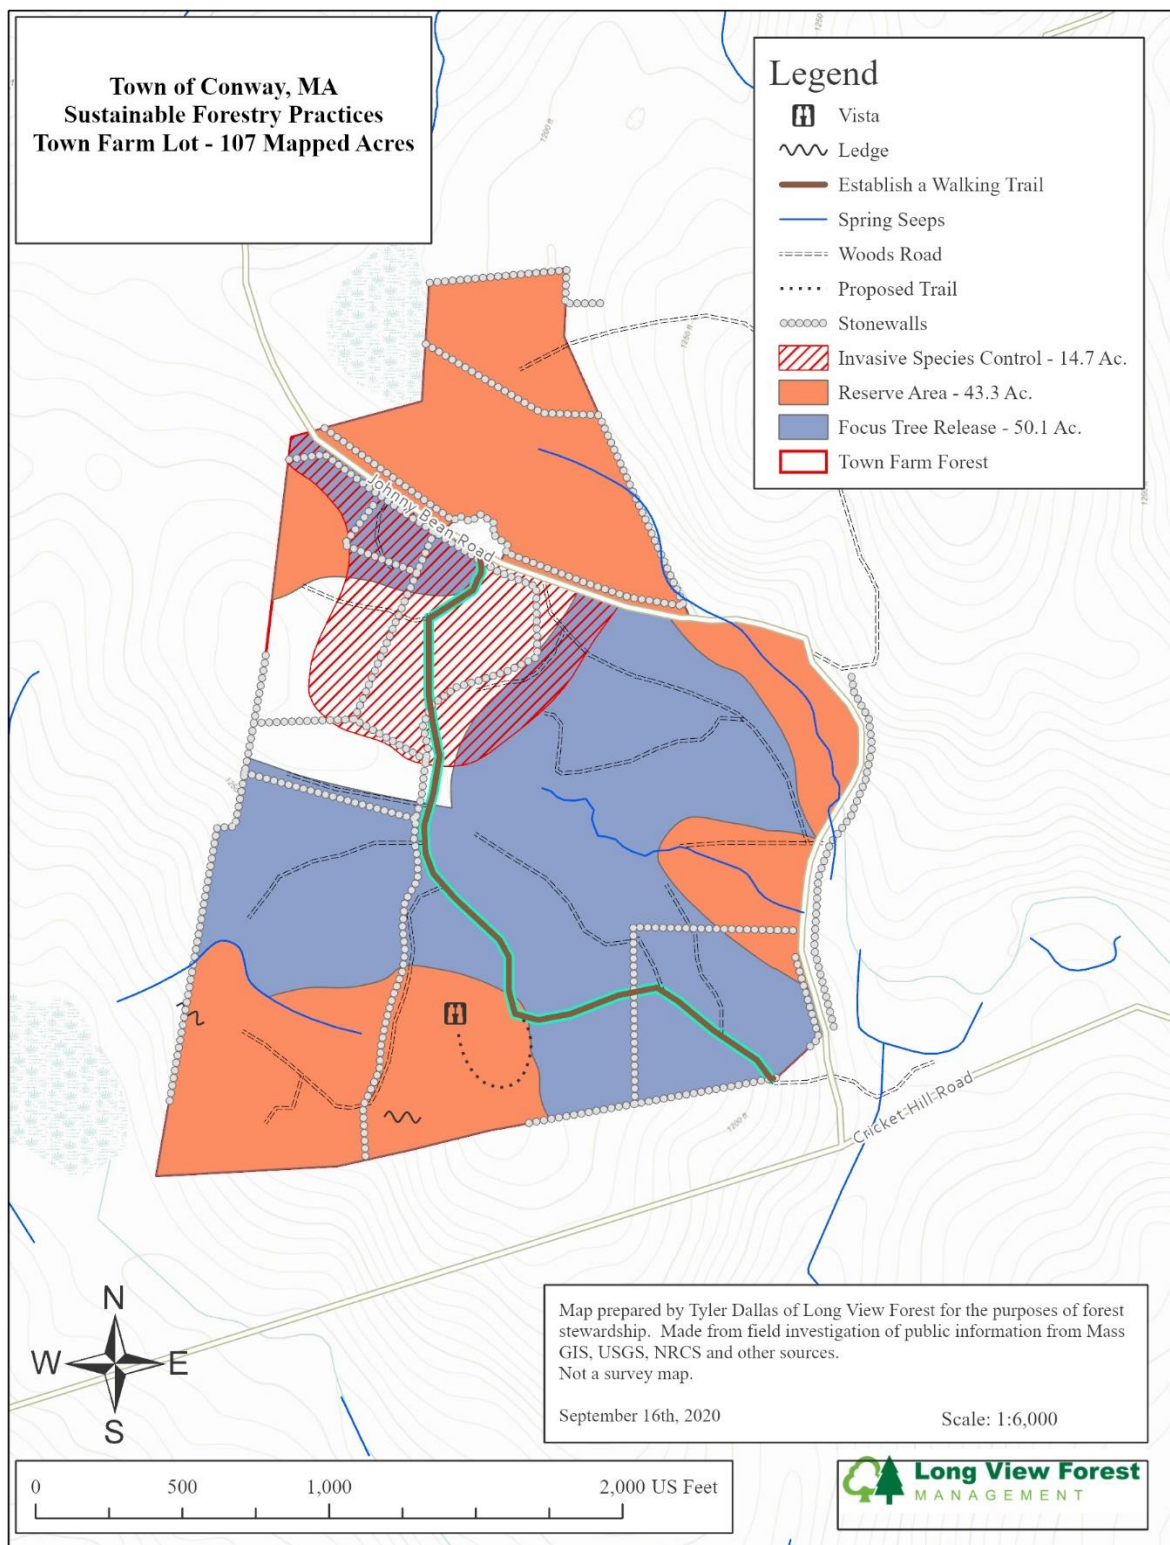 Town of Conway, MA
Sustainable Forestry Practices
Town Farm Lot - 107 Mapped Acres
Legend
Vista
Ledge
Establish a Walking Trail
Spring Seeps
Woods Road
Proposed Trail
Stonewalls
Invasive Species Control - 14.7 Ac.
Reserve Area - 43.3 Ac.
Focus Tree Release - 50.1 Ac.
Town Farm Forest
1200 ft
Johnny Bean Road
1200 ft
Cricket Hill Road
N
W E
S
Map prepared by Tyler Dallas of Long View Forest for the purposes of forest
stewardship. Made from field investigation of public information from Mass
GIS, USGS, NRCS and other sources.
Not a survey map.
September 16th, 2020
Scale: 1:6,000
0 500 1,000 2,000 US Feet
Long View Forest
MANAGEMENT